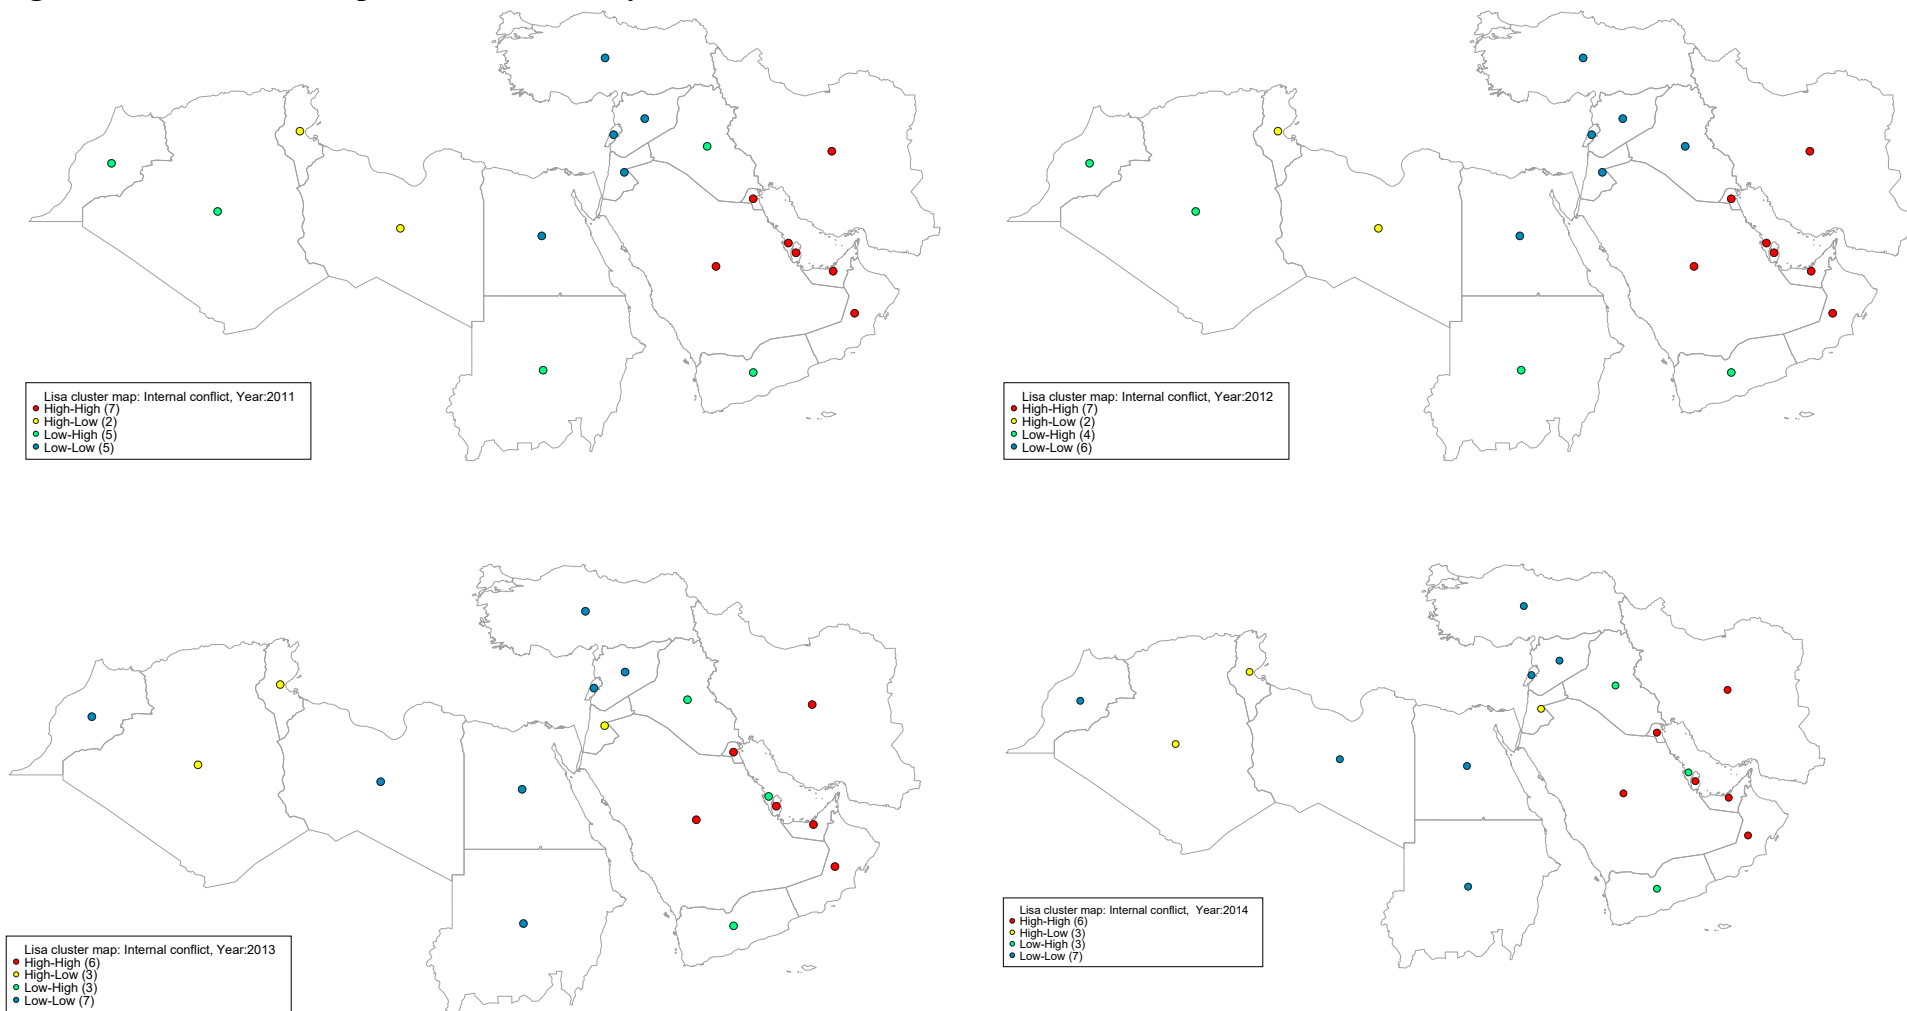 Lisa cluster map: Internal conflict, Year:2011
High-High (7)
High-Low (2)
Low-High (5)
Low-Low (5)
Lisa cluster map: Internal conflict, Year:2012
High-High (7)
High-Low (2)
Low-High (4)
Low-Low (6)
Lisa cluster map: Internal conflict, Year:2013
High-High (6)
High-Low (3)
Low-High (3)
Low-Low (7)
Lisa cluster map: Internal conflict, Year:2014
High-High (6)
High-Low (3)
Low-High (3)
Low-Low (7)